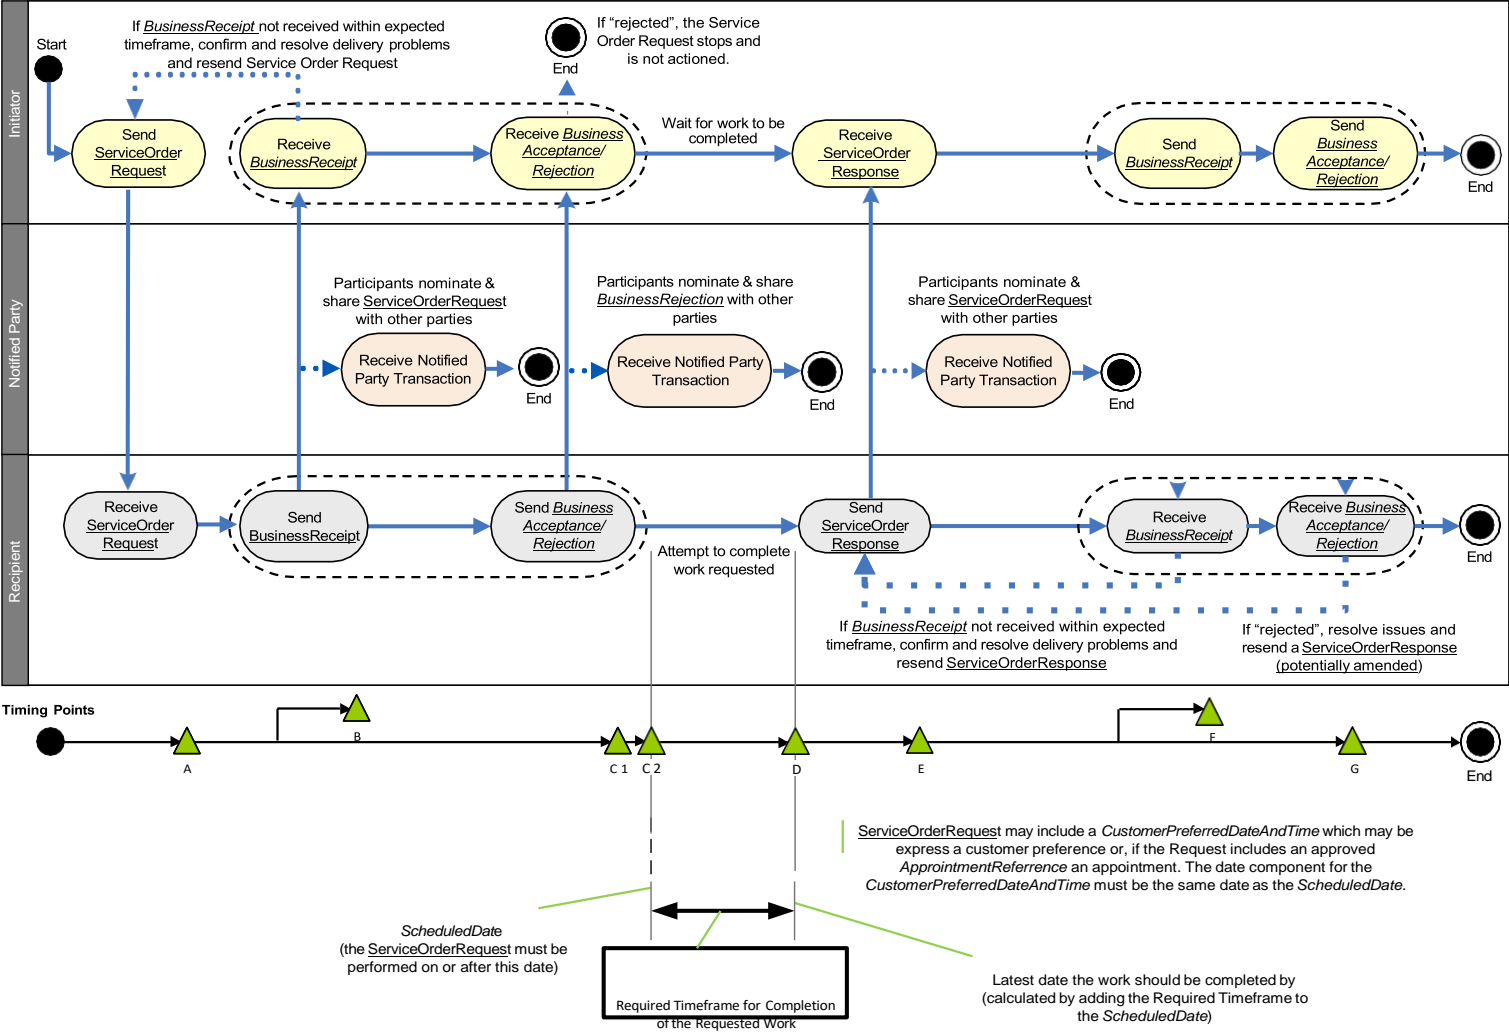 If BusinessReceipt not received within expected
timeframe, confirm and resolve delivery problems
and resend Service Order Request
Start
End
If “rejected”, the Service
Order Request stops and
is not actioned.
Initiator
Send
ServiceOrder
Request
Receive
BusinessReceipt
Receive Business
Acceptance/
Rejection
Wait for work to be
completed
Receive
ServiceOrder
Response
Send
BusinessReceipt
Send
Business
Acceptance/
Rejection
End
Notified Party
Participants nominate &
share ServiceOrderRequest
with other parties
Receive Notified
Party Transaction
End
Participants nominate & share
BusinessRejection with other
parties
Receive Notified Party
Transaction
End
Participants nominate &
share ServiceOrderRequest
with other parties
Receive Notified
Party Transaction
End
Recipient
Receive
ServiceOrder
Request
Send
BusinessReceipt
Send Business
Acceptance/
Rejection
Attempt to complete
work requested
Send
ServiceOrder
Response
Receive
BusinessReceipt
Receive Business
Acceptance/
Rejection
End
If BusinessReceipt not received within expected
timeframe, confirm and resolve delivery problems and
resend ServiceOrderResponse
If “rejected”, resolve issues and
resend a ServiceOrderResponse
(potentially amended)
Timing Points
A
B
C 1
C 2
D
E
F
G
End
ServiceOrderRequest may include a CustomerPreferredDateAndTime which may be
express a customer preference or, if the Request includes an approved
ApprointmentReferrence an appointment. The date component for the
CustomerPreferredDateAndTime must be the same date as the ScheduledDate.
ScheduledDate
(the ServiceOrderRequest must be
performed on or after this date)
Required Timeframe for Completion
of the Requested Work
Latest date the work should be completed by
(calculated by adding the Required Timeframe to
the ScheduledDate)